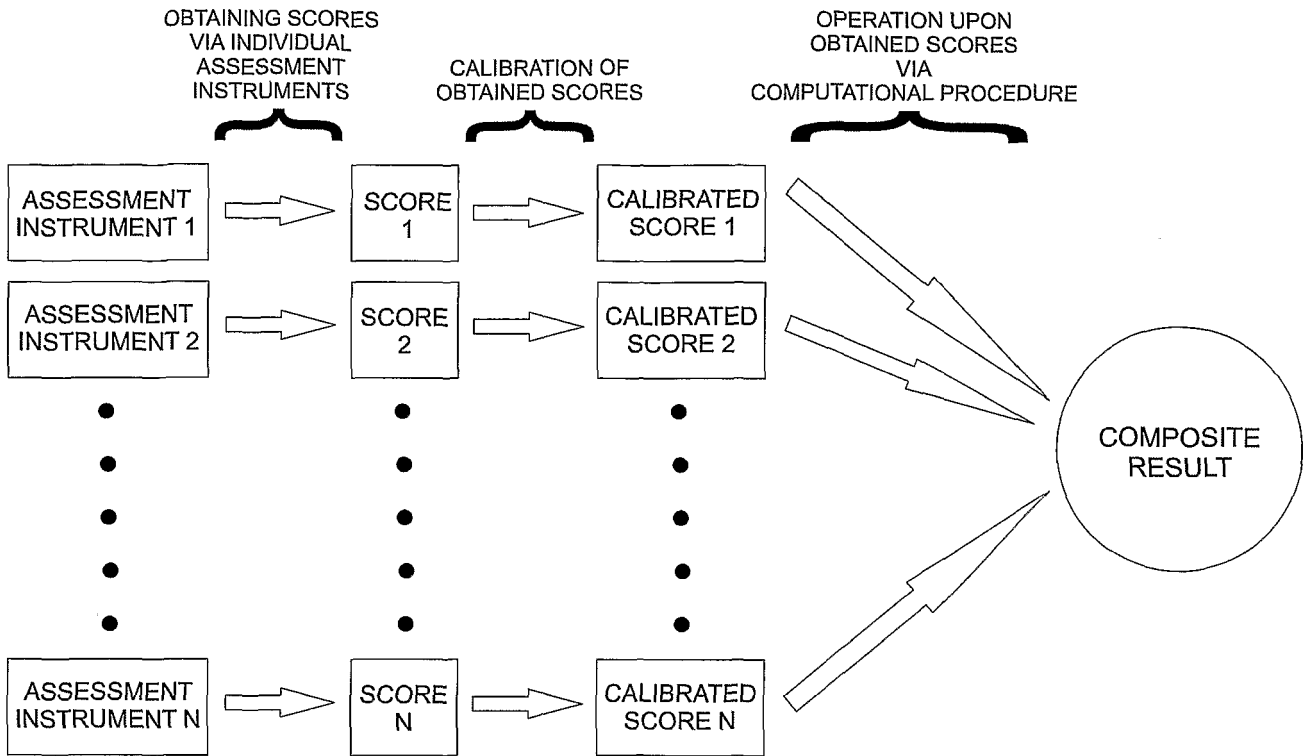 OBTAINING SCORES
VIA INDIVIDUAL
ASSESSMENT
INSTRUMENTS
CALIBRATION OF
OBTAINED SCORES
OPERATION UPON
OBTAINED SCORES
VIA
COMPUTATIONAL PROCEDURE
ASSESSMENT
INSTRUMENT 1
SCORE
1
CALIBRATED
SCORE 1
ASSESSMENT
INSTRUMENT 2
SCORE
2
CALIBRATED
SCORE 2
COMPOSITE
RESULT
ASSESSMENT
INSTRUMENT N
SCORE
N
CALIBRATED
SCORE N